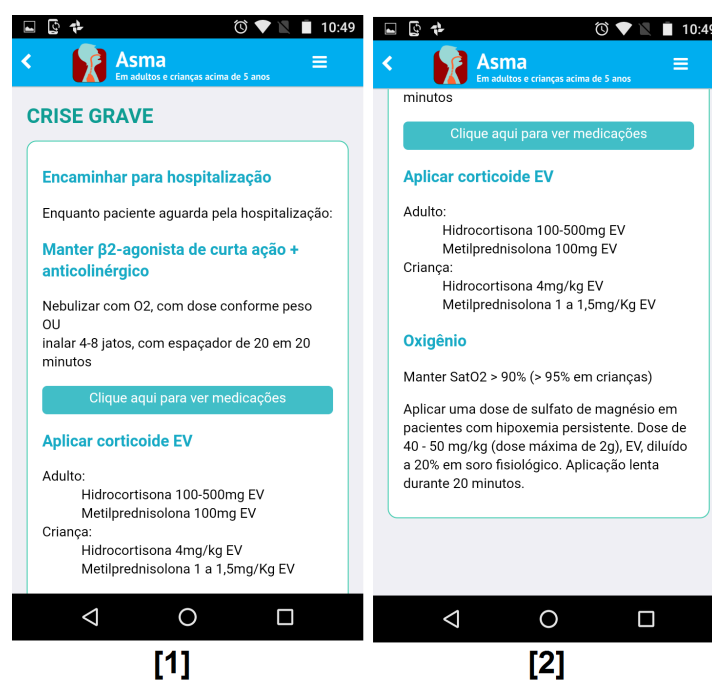 10:49
Asma
Em adultos e crianças acima de 5 anos
CRISE GRAVE
Encaminhar para hospitalização
Enquanto paciente aguarda pela hospitalização:
Manter β2-agonista de curta ação +
anticolinérgico
Nebulizar com O2, com dose conforme peso
OU
inalar 4-8 jatos, com espaçador de 20 em 20
minutos
Clique aqui para ver medicações
Aplicar corticoide EV
Adulto:
Hidrocortisona 100-500mg EV
Metilprednisolona 100mg EV
Criança:
Hidrocortisona 4mg/kg EV
Metilprednisolona 1 a 1,5mg/Kg EV
[1]
10:49
Asma
Em adultos e crianças acima de 5 anos
minutos
Clique aqui para ver medicações
Aplicar corticoide EV
Adulto:
Hidrocortisona 100-500mg EV
Metilprednisolona 100mg EV
Criança:
Hidrocortisona 4mg/kg EV
Metilprednisolona 1 a 1,5mg/Kg EV
Oxigênio
Manter SatO2 > 90% (> 95% em crianças)
Aplicar uma dose de sulfato de magnésio em
pacientes com hipoxemia persistente. Dose de
40 - 50 mg/kg (dose máxima de 2g), EV, diluído
a 20% em soro fisiológico. Aplicação lenta
durante 20 minutos.
[2]